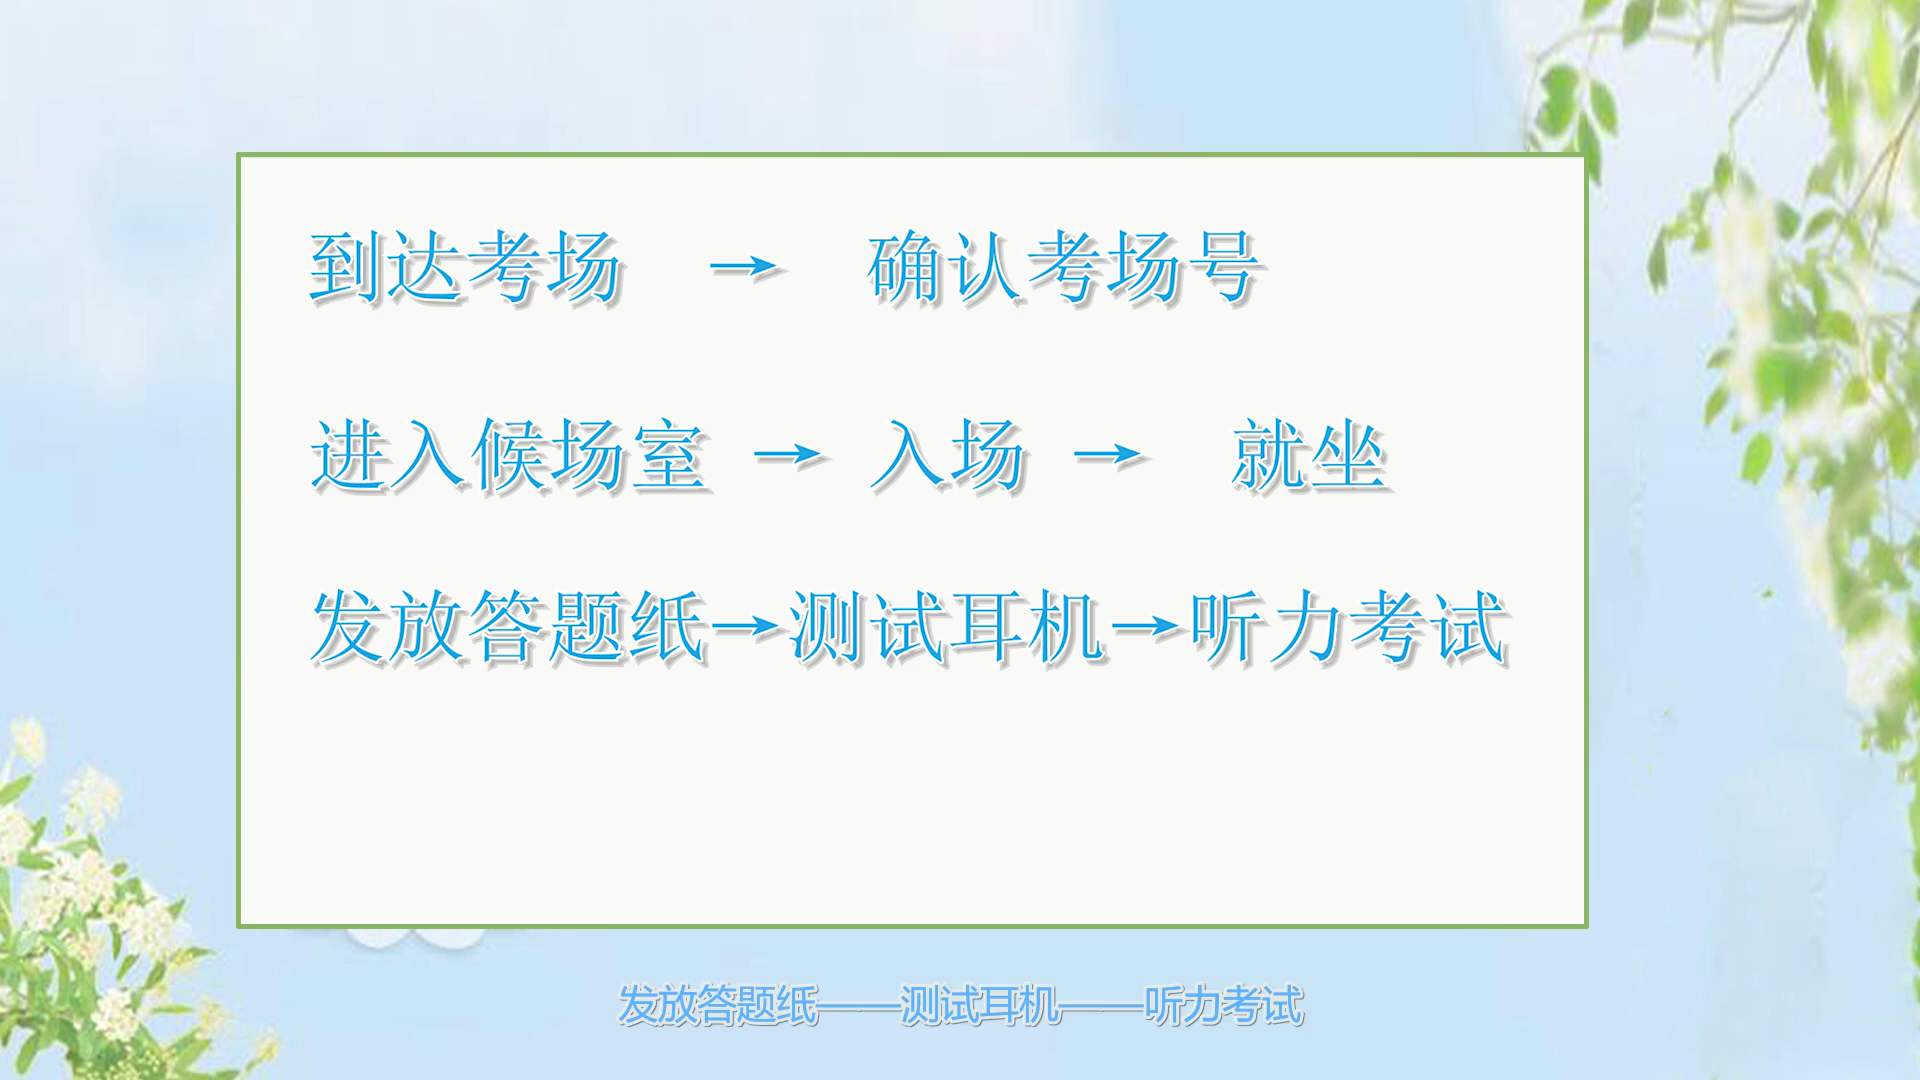 到达考场 → 确认考场号
进入候场室 → 入场 → 就坐
发放答题纸→测试耳机→听力考试
发放答题纸——测试耳机——听力考试